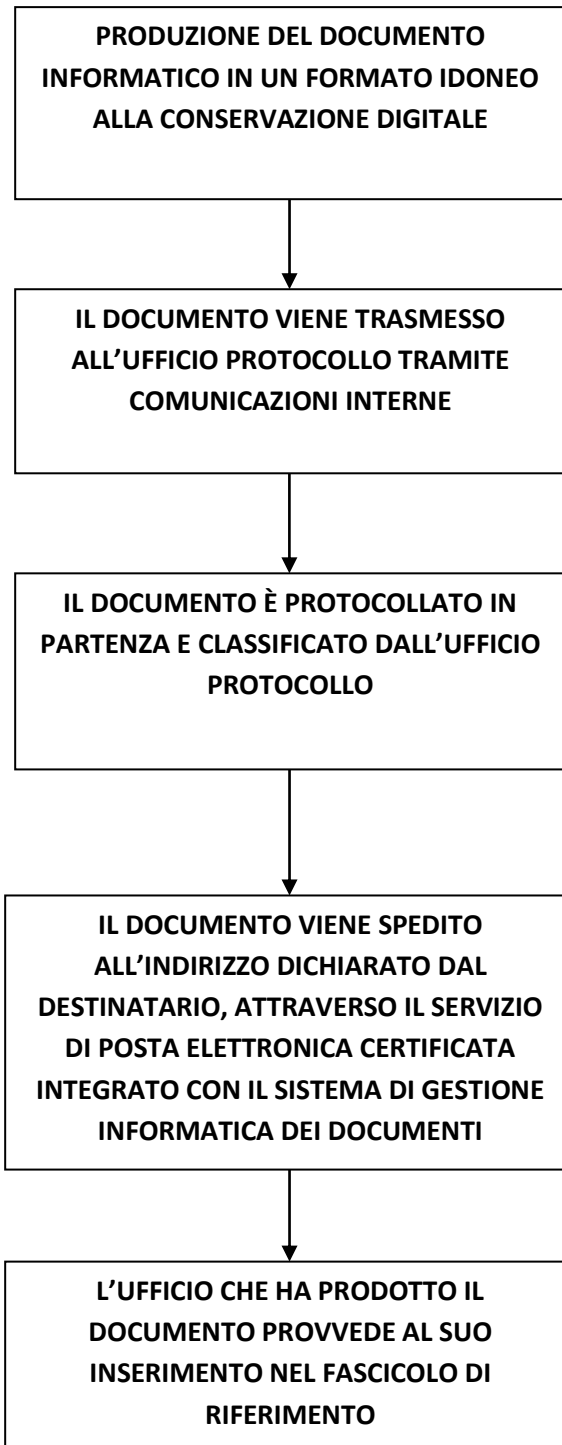 PRODUZIONE DEL DOCUMENTO
INFORMATICO IN UN FORMATO IDONEO
ALLA CONSERVAZIONE DIGITALE
IL DOCUMENTO VIENE TRASMESSO
ALL’UFFICIO PROTOCOLLO TRAMITE
COMUNICAZIONI INTERNE
IL DOCUMENTO È PROTOCOLLATO IN
PARTENZA E CLASSIFICATO DALL’UFFICIO
PROTOCOLLO
IL DOCUMENTO VIENE SPEDITO
ALL’INDIRIZZO DICHIARATO DAL
DESTINATARIO, ATTRAVERSO IL SERVIZIO
DI POSTA ELETTRONICA CERTIFICATA
INTEGRATO CON IL SISTEMA DI GESTIONE
INFORMATICA DEI DOCUMENTI
L’UFFICIO CHE HA PRODOTTO IL
DOCUMENTO PROVVEDE AL SUO
INSERIMENTO NEL FASCICOLO DI
RIFERIMENTO